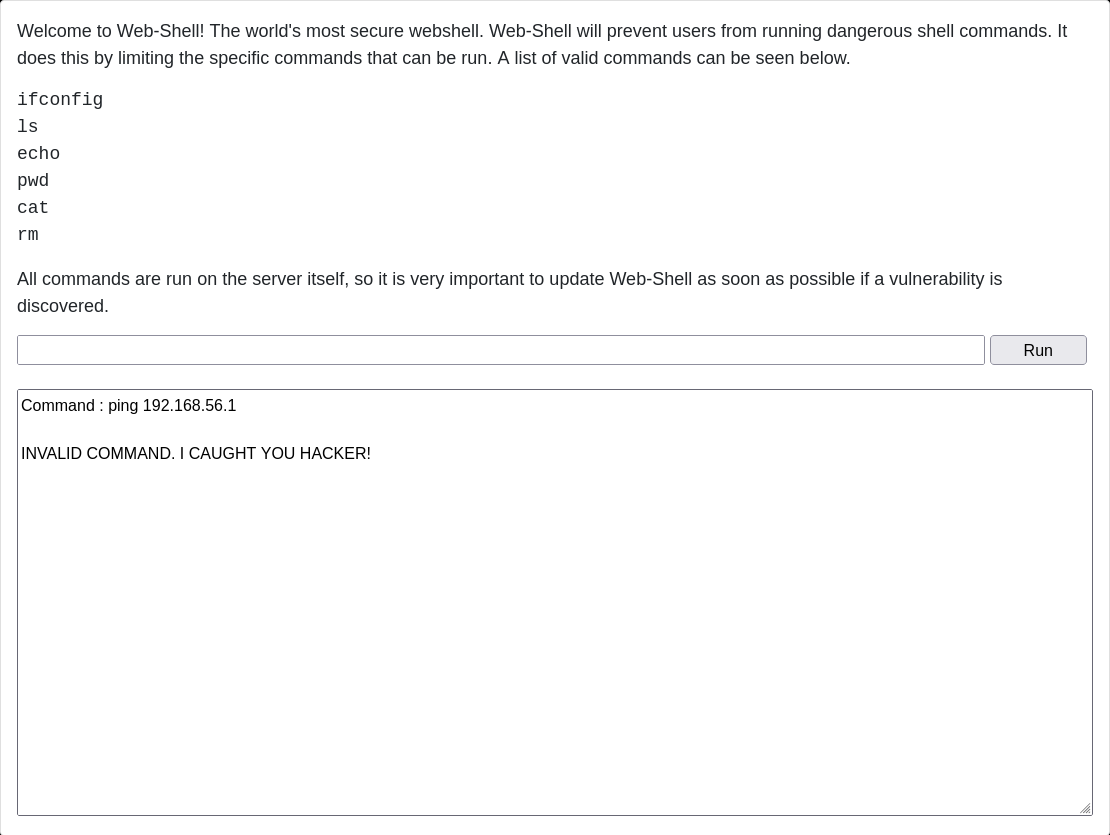 Welcome to Web-Shell! The world's most secure webshell. Web-Shell will prevent users from running dangerous shell commands. It
does this by limiting the specific commands that can be run. A list of valid commands can be seen below.
ifconfig
ls
echo
pwd
cat
rm
All commands are run on the server itself, so it is very important to update Web-Shell as soon as possible if a vulnerability is
discovered.
Run
Command : ping 192.168.56.1
INVALID COMMAND. I CAUGHT YOU HACKER!